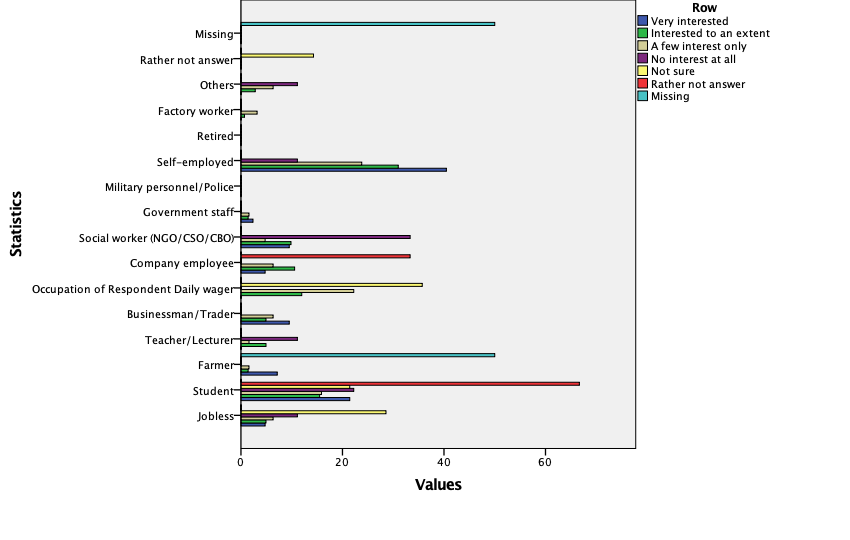 Row
Very interested
Interested to an extent
A few interest only
No interest at all
Not sure
Rather not answer
Missing
Statistics
Missing
Rather not answer
Others
Factory worker
Retired
Self-employed
Military personnel/Police
Government staff
Social worker (NGO/CSO/CBO)
Company employee
Occupation of Respondent Daily wager
Businessman/Trader
Teacher/Lecturer
Farmer
Student
Jobless
0 20 40 60
Values